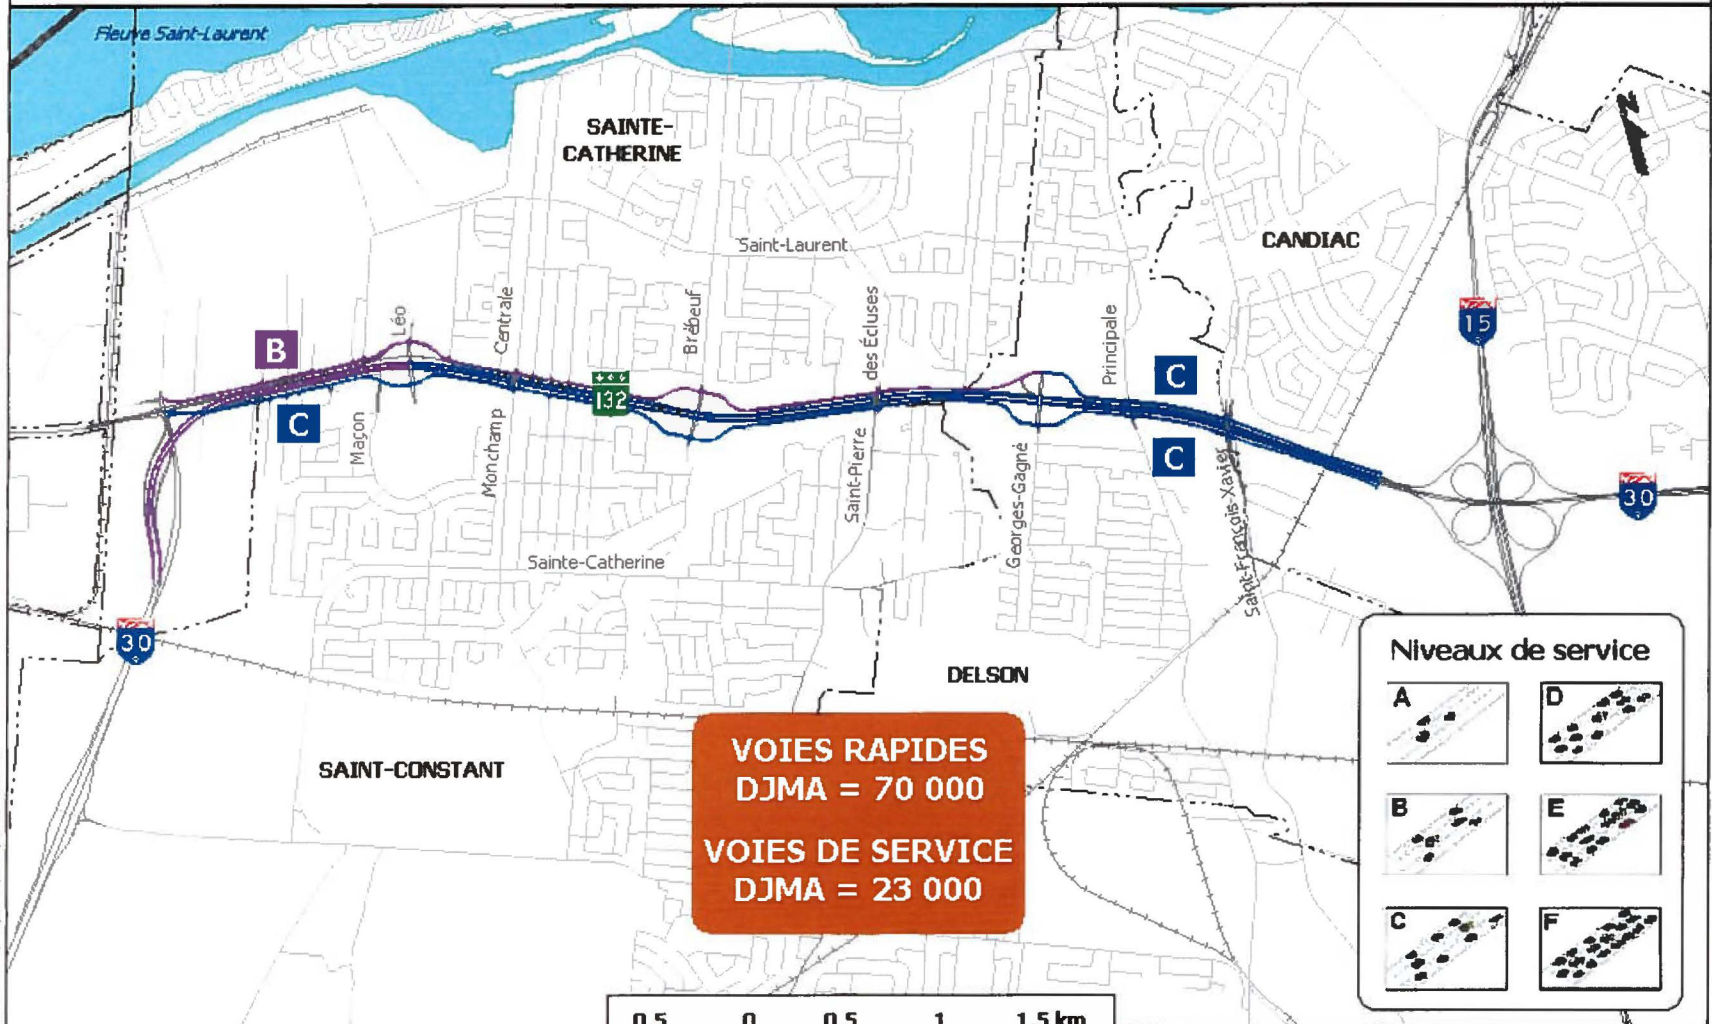 Fleuve Saint-Laurent
SAINTE-
CATHERINE
Saint-Laurent
CANDIAC
N
15
B
Léo
Centrale
Brébeuf
des Écluses
Principale
C
132
C
Maçon
Monchamp
Saint-Pierre
Georges-Gagné
C
Saint-François-Xavier
30
Sainte-Catherine
30
DELSON
SAINT-CONSTANT
VOIES RAPIDES
DJMA = 70 000
VOIES DE SERVICE
DJMA = 23 000
Niveaux de service
A
D
B
E
C
F
0.5 0 0.5 1 1.5 km